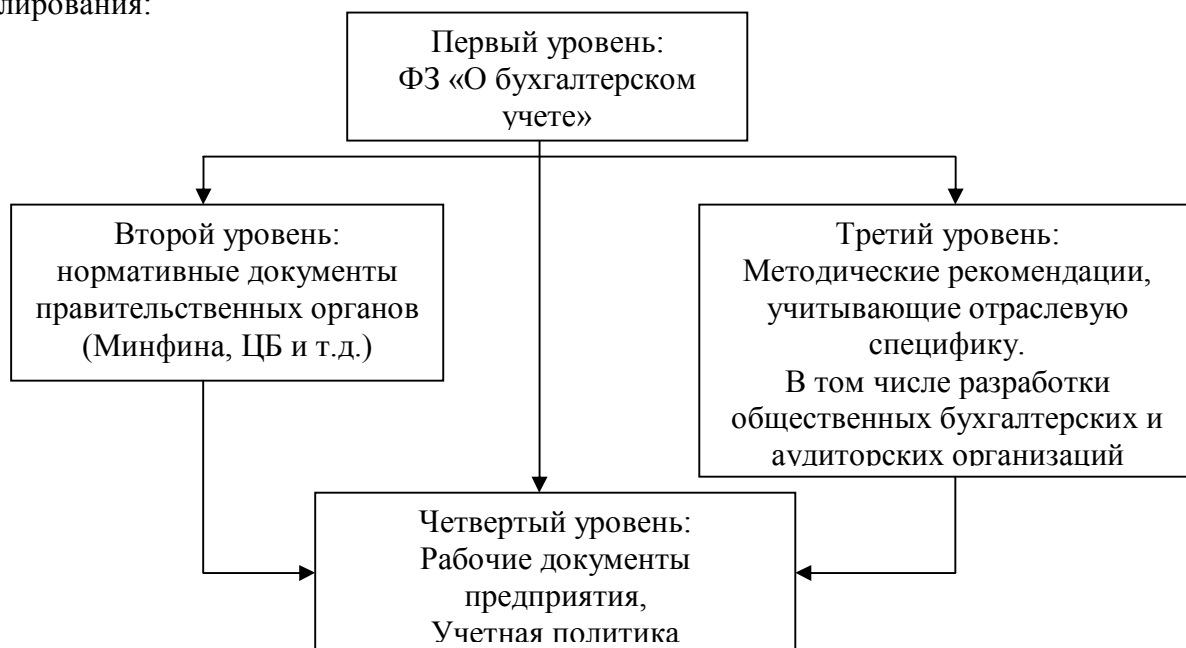 лирования:
Первый уровень:
ФЗ «О бухгалтерском
учете»
Второй уровень:
нормативные документы
правительственных органов
(Минфина, ЦБ и т.д.)
Третий уровень:
Методические рекомендации,
учитывающие отраслевую
специфику.
В том числе разработки
общественных бухгалтерских и
аудиторских организаций
Четвертый уровень:
Рабочие документы
предприятия,
Учетная политика